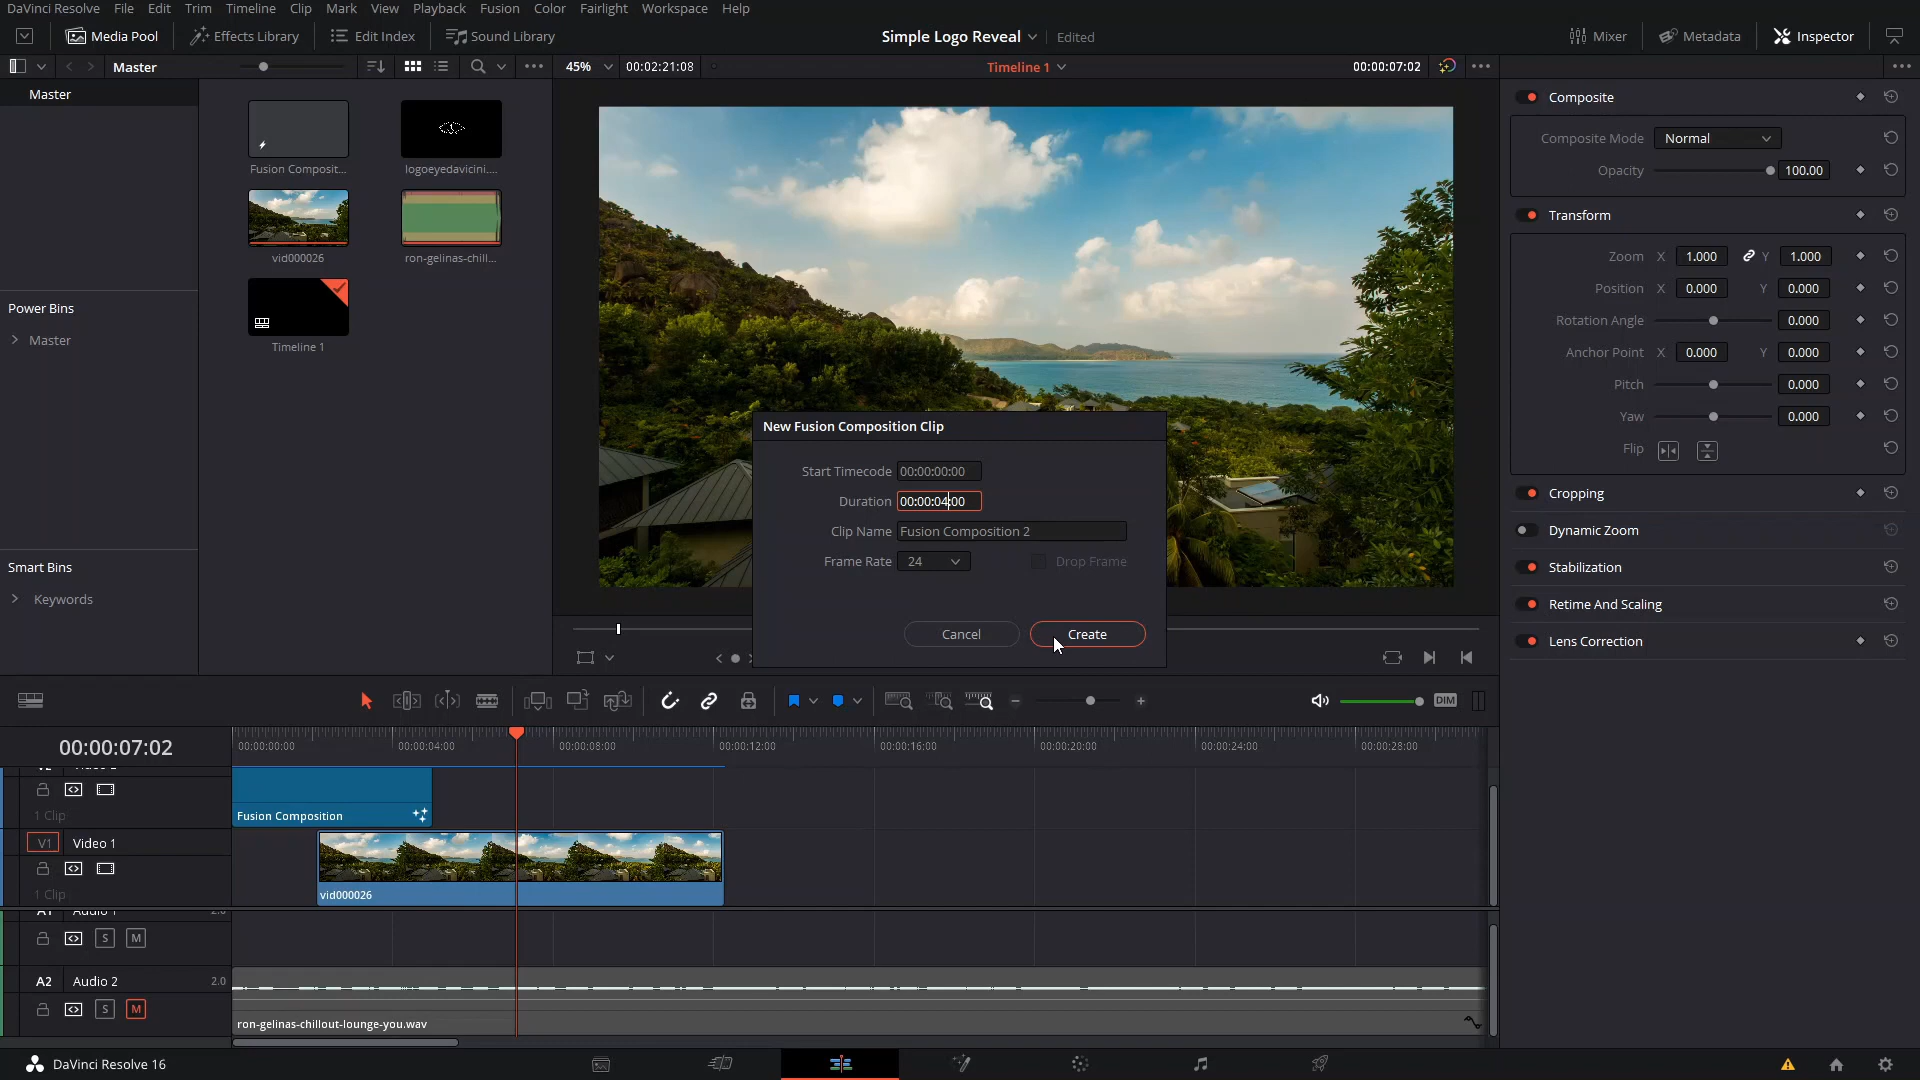 DaVinci Resolve File Edit Trim Timeline Clip Mark View Playback Fusion Color Fairlight Workspace Help
Media Pool Effects Library Edit Index Sound Library Simple Logo Reveal Edited Mixer Metadata Inspector
Master 45% 00:02:21:08 Timeline 1 00:00:07:02
Master
Power Bins
Master
Smart Bins
Keywords
Fusion Composit...
logoeyedavicini....
vid000026
ron-gelinas-chill...
Timeline 1
Composite
Composite Mode Normal
Opacity 100.00
Transform
Zoom X 1.000 Y 1.000
Position X 0.000 Y 0.000
Rotation Angle 0.000
Anchor Point X 0.000 Y 0.000
Pitch 0.000
Yaw 0.000
Flip
Cropping
Dynamic Zoom
Stabilization
Retime And Scaling
Lens Correction
New Fusion Composition Clip
Start Timecode 00:00:00:00
Duration 00:00:04:00
Clip Name Fusion Composition 2
Frame Rate 24 Drop Frame
Cancel Create
DIM
00:00:07:02
00:00:00:00 00:00:04:00 00:00:08:00 00:00:12:00 00:00:16:00 00:00:20:00 00:00:24:00 00:00:28:00
1 Clip
Fusion Composition
V1 Video 1
1 Clip
vid000026
A1 Audio 1 2.0
S M
A2 Audio 2 2.0
S M
ron-gelinas-chillout-lounge-you.wav
DaVinci Resolve 16